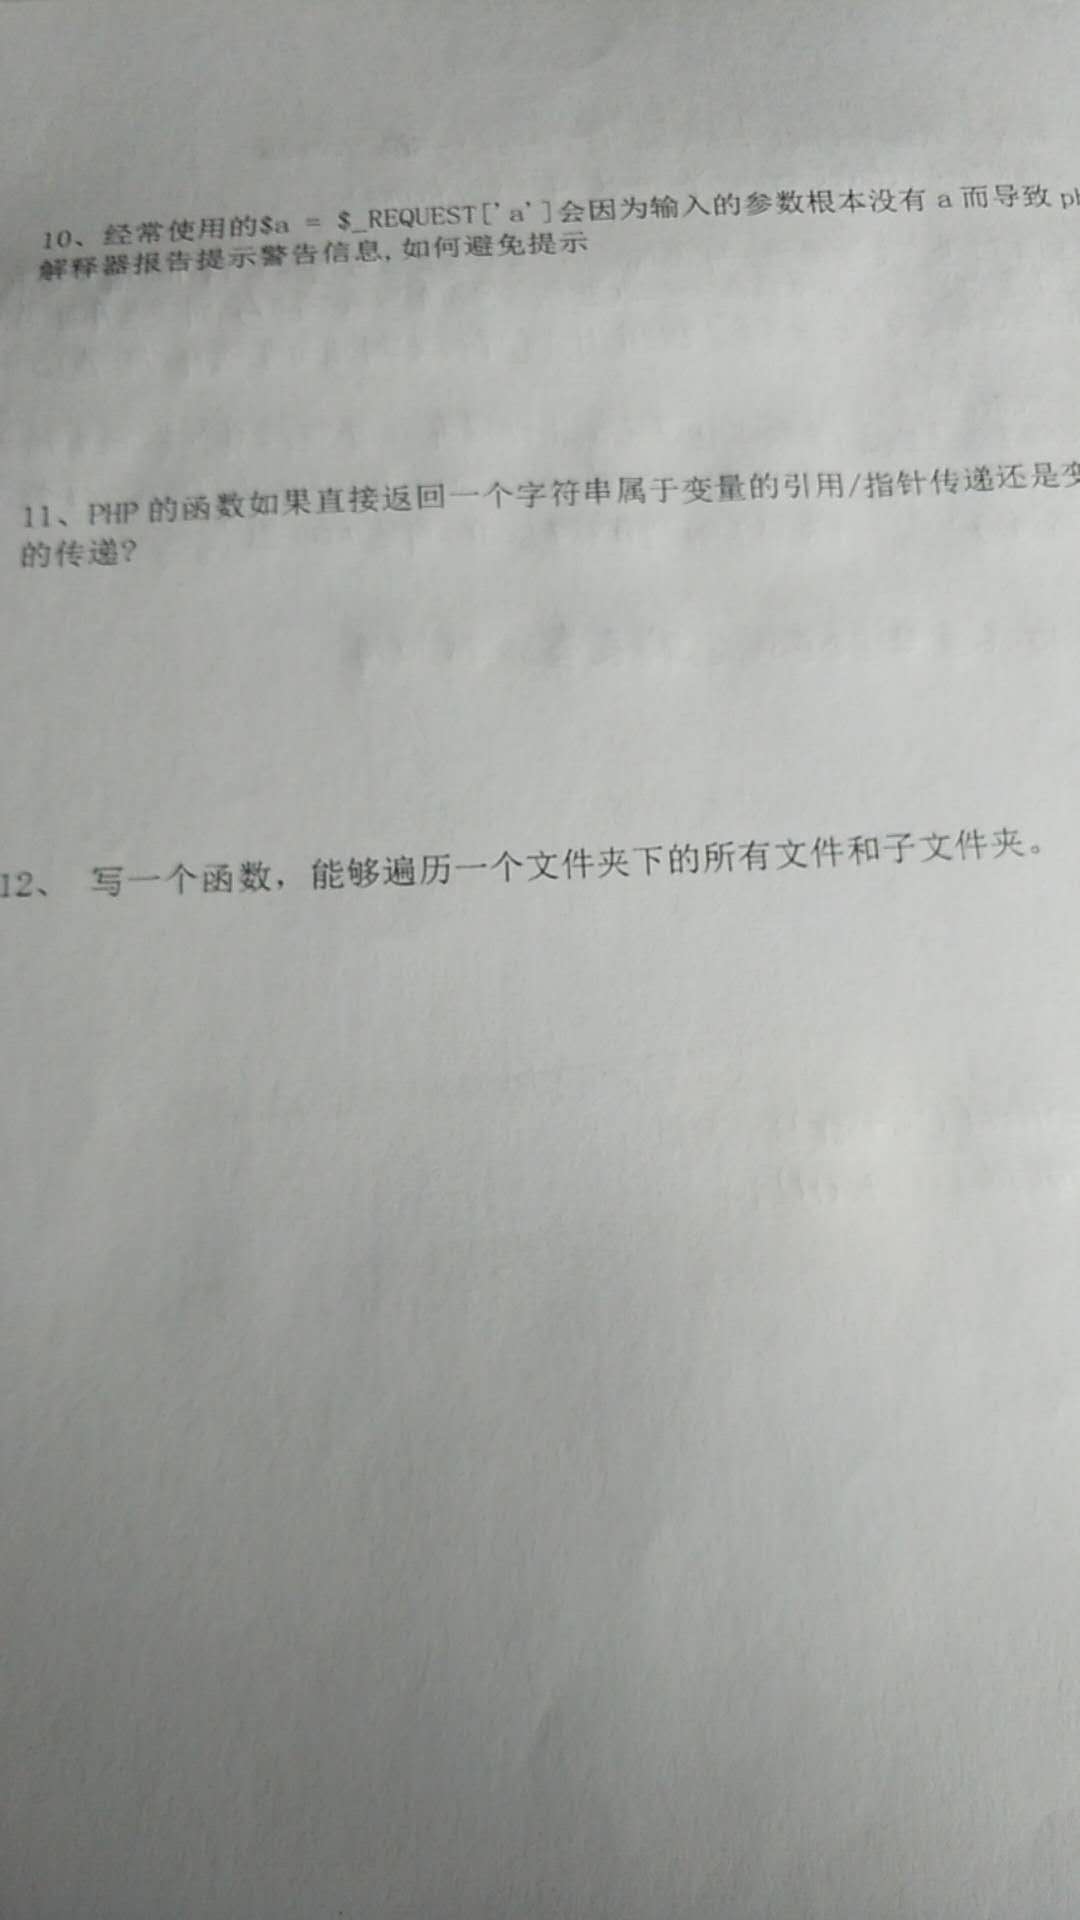 10、经常使用的$a = $_REQUEST['a']会因为输入的参数根本没有 a 而导致
解释器报告提示警告信息,如何避免提示
11、PHP 的函数如果直接返回一个字符串属于变量的引用/指针传递还是变
的传递?
12、 写一个函数，能够遍历一个文件夹下的所有文件和子文件夹。